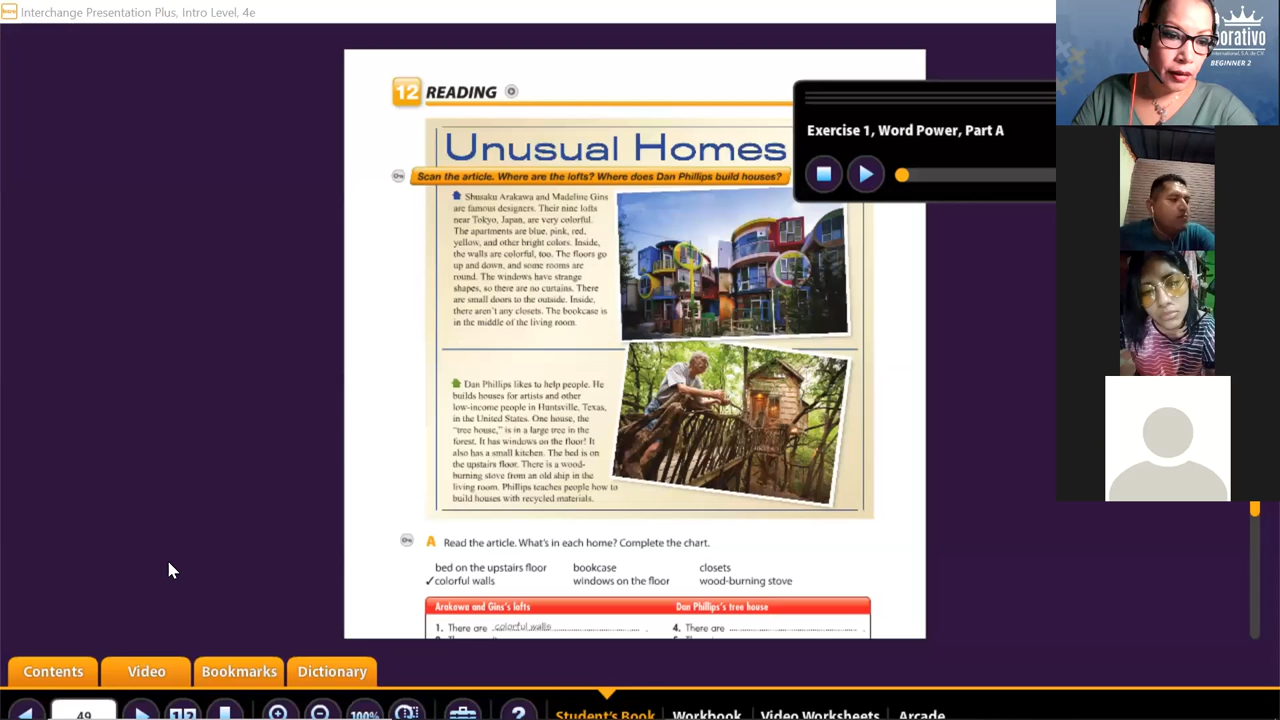 Interchange Presentation Plus, Intro Level, 4e
orativo
BEGINNER 2
12 READING
Exercise 1, Word Power, Part A
Unusual Homes
Scan the article. Where are the lofts? Where does Dan Phillips build houses?
Shusaku Arakawa and Madeline Gins
are famous designers. Their nine lofts
near Tokyo, Japan, are very colorful.
The apartments are blue, pink, red,
yellow, and other bright colors. Inside,
the walls are colorful, too. The floors go
up and down, and some rooms are
round. The windows have strange
shapes, so there are no curtains. There
are small doors to the outside. Inside,
there aren't any closets. The bookcase is
in the middle of the living room.
Dan Phillips likes to help people. He
builds houses for artists and other
low-income people in Huntsville, Texas,
in the United States. One house, the
"tree house," is in a large tree in the
forest. It has windows on the floor! It
also has a small kitchen. The bed is on
the upstairs floor. There is a wood-
burning stove from an old ship in the
living room. Phillips teaches people how to
build houses with recycled materials.
A Read the article. What's in each home? Complete the chart.
bed on the upstairs floor bookcase closets
✓colorful walls windows on the floor wood-burning stove
Arakawa and Gins's lofts Dan Phillips's tree house
1. There are colorful walls . 4. There are .
Contents Video Bookmarks Dictionary
49 100% ? Student's Book Workbook Video Worksheets Arcade